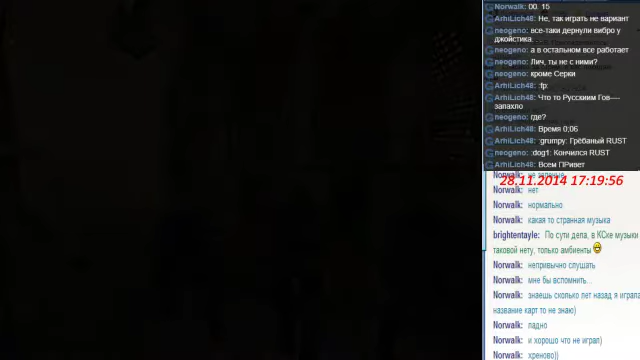 Norwalk: 00. 15
ArhiLich48: Не, так играть не вариант
neogeno: все-таки дернули вибро у
джойстика....
neogeno: а в остальном все работает
neogeno: Лич, ты не с ними?
neogeno: кроме Серки
ArhiLich48: :fp:
ArhiLich48: Что то Русскиим Гов----
запахло
neogeno: где?
ArhiLich48: Время 0;06
ArhiLich48: :grumpy: Грёбаный RUST
neogeno: :dog1: Кончился RUST
ArhiLich48: Всем ПРивет
28.11.2014 17:19:56
Norwalk: не
Norwalk: нет
Norwalk: нормально
Norwalk: какая то странная музыка
brightentayle: По сути дела, в КСке музыки
таковой нету, только амбиенты
Norwalk: непривычно слушать
Norwalk: мне бы вспомнить...
Norwalk: знаешь сколько лет назад я играла
название карт то не знаю)
Norwalk: ладно
Norwalk: и хорошо что не играл)
Norwalk: хреново))